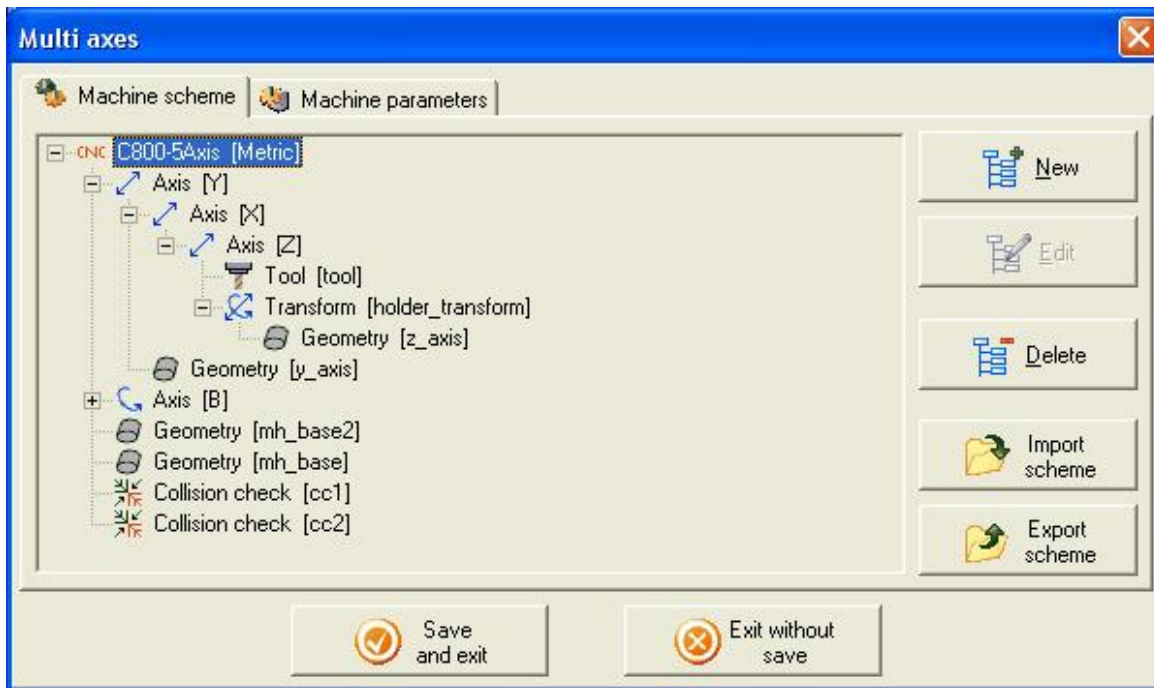 Multi axes
Machine scheme
Machine parameters
CNC C800-5Axis [Metric]
Axis [Y]
Axis [X]
Axis [Z]
Tool [tool]
Transform [holder_transform]
Geometry [z_axis]
Geometry [y_axis]
Axis [B]
Geometry [mh_base2]
Geometry [mh_base]
Collision check [cc1]
Collision check [cc2]
New
Edit
Delete
Import
scheme
Export
scheme
Save
and exit
Exit without
save